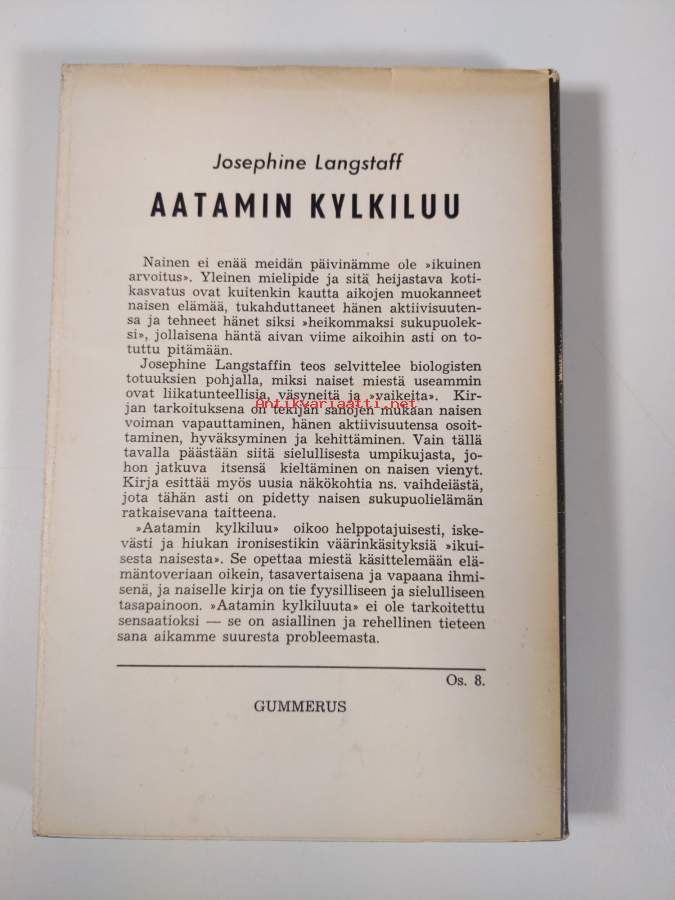 Josephine Langstaff
AATAMIN KYLKILUU
Nainen ei enää meidän päivinämme ole »ikuinen
arvoitus». Yleinen mielipide ja sitä heijastava koti-
kasvatus ovat kuitenkin kautta aikojen muokanneet
naisen elämää, tukahduttaneet hänen aktiivisuuten-
sa ja tehneet hänet siksi »heikommaksi sukupuolek-
si», jollaisena häntä aivan viime aikoihin asti on to-
tuttu pitämään.
Josephine Langstaffin teos selvittelee biologisten
totuuksien pohjalla, miksi naiset miestä useammin
ovat liikatunteellisia, väsyneitä ja »vaikeita». Kir-
Antikvariaatti.net
jan tarkoituksena on tekijän sanojen mukaan naisen
voiman vapauttaminen, hänen aktiivisuutensa osoit-
taminen, hyväksyminen ja kehittäminen. Vain tällä
tavalla päästään siitä sielullisesta umpikujasta, jo-
hon jatkuva itsensä kieltäminen on naisen vienyt.
Kirja esittää myös uusia näkökohtia ns. vaihdeiästä,
jota tähän asti on pidetty naisen sukupuolielämän
ratkaisevana taitteena.
»Aatamin kylkiluu» oikoo helppotajuisesti, iske-
västi ja hiukan ironisestikin väärinkäsityksiä »ikui-
sesta naisesta». Se opettaa miestä käsittelemään elä-
mäntoveriaan oikein, tasavertaisena ja vapaana ihmi-
senä, ja naiselle kirja on tie fyysilliseen ja sielulliseen
tasapainoon. »Aatamin kylkiluuta» ei ole tarkoitettu
sensaatioksi — se on asiallinen ja rehellinen tieteen
sana aikamme suuresta probleemasta.
Os. 8.
GUMMERUS